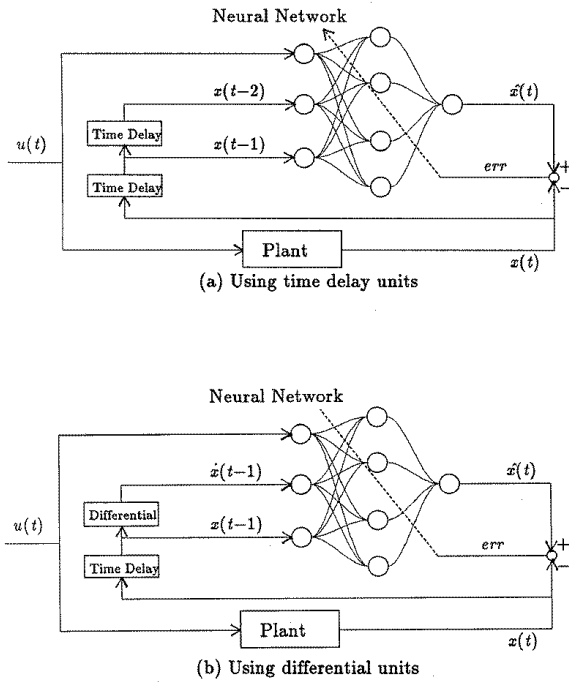 Neural Network
x(t-2)
x̂(t)
Time Delay
u(t)
x(t-1)
err
+
Time Delay
−
Plant
x(t)
(a) Using time delay units
Neural Network
ẋ(t-1)
x̂(t)
Differential
u(t)
x(t-1)
err
+
Time Delay
−
Plant
x(t)
(b) Using differential units